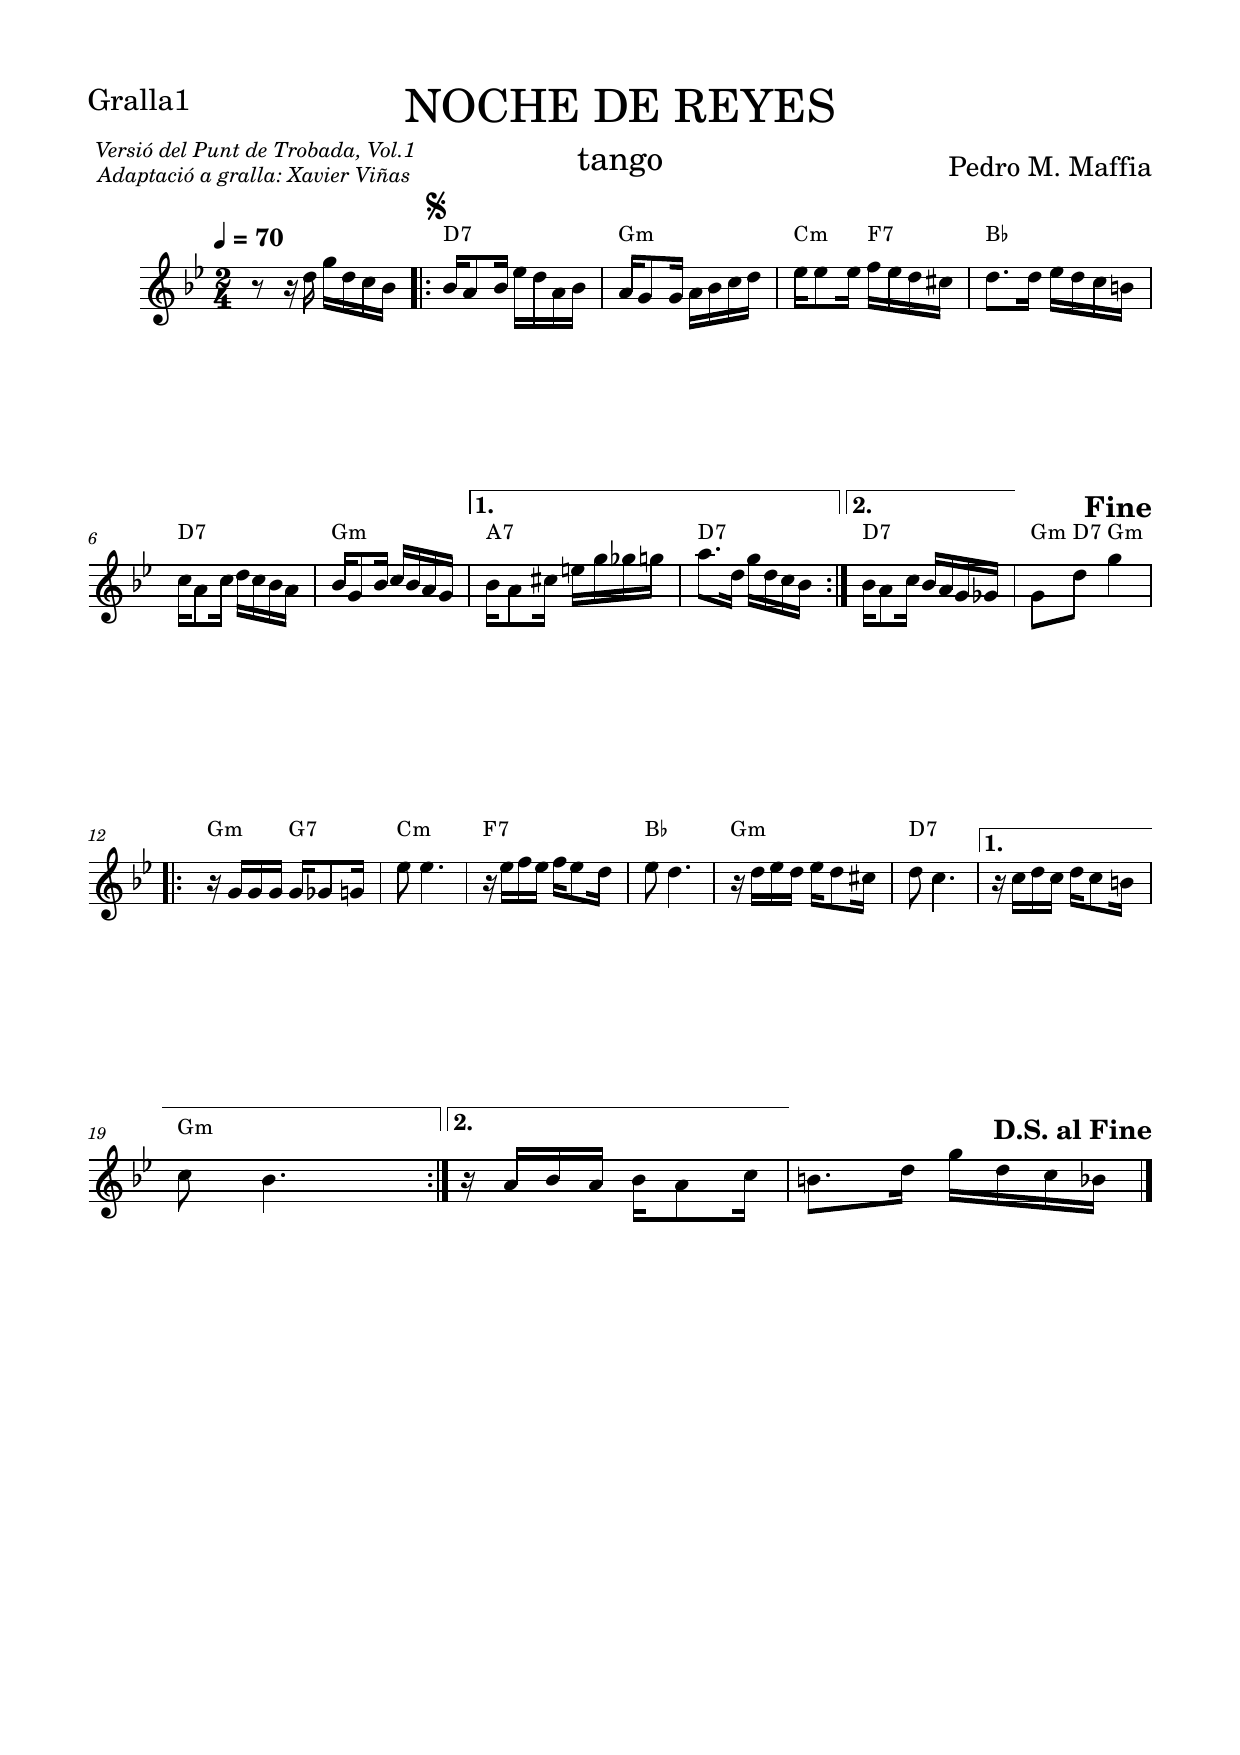 Gralla1
NOCHE DE REYES
Versió del Punt de Trobada, Vol.1
Adaptació a gralla: Xavier Viñas
tango
Pedro M. Maffia
= 70
D7 Gm Cm F7 B♭
2 4
1. 2. Fine
6 D7 Gm A7 D7 D7 Gm D7 Gm
12 Gm G7 Cm F7 B♭ Gm D7 1.
19 Gm 2. D.S. al Fine